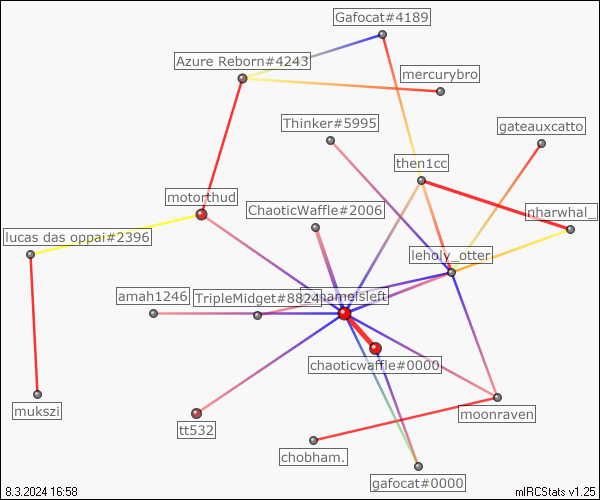 Gafocat#4189
Azure Reborn#4243
mercurybro
Thinker#5995
gateauxcatto
then1cc
motorthud
ChaoticWaffle#2006
nharwhal_
lucas das oppai#2396
leholy_otter
amah1246
TripleMidget#8824
chaoticwaffle#0000
mukszi
moonraven
tt532
chobham.
gafocat#0000
8.3.2024 16:58
mIRCStats v1.25